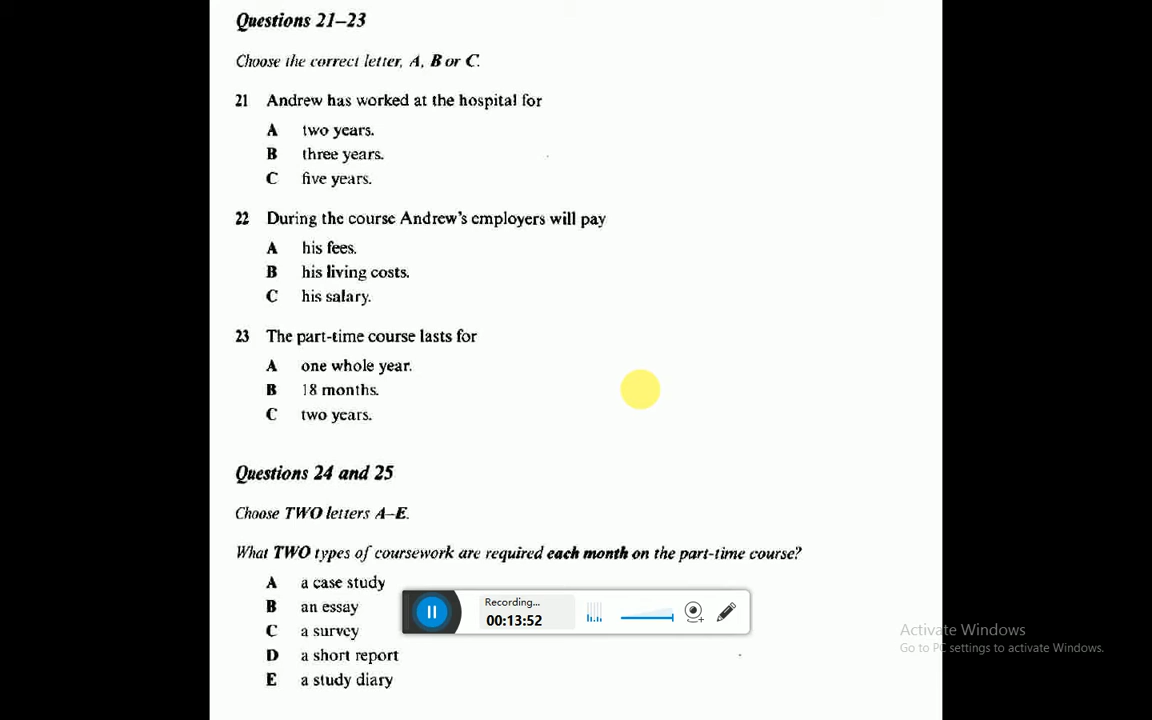 Questions 21–23
Choose the correct letter, A, B or C.
21 Andrew has worked at the hospital for
A two years.
B three years.
C five years.
22 During the course Andrew's employers will pay
A his fees.
B his living costs.
C his salary.
23 The part-time course lasts for
A one whole year.
B 18 months.
C two years.
Questions 24 and 25
Choose TWO letters A–E.
What TWO types of coursework are required each month on the part-time course?
A a case study
B an essay
C a survey
D a short report
E a study diary
Recording...
00:13:52
Activate Windows
Go to PC settings to activate Windows.